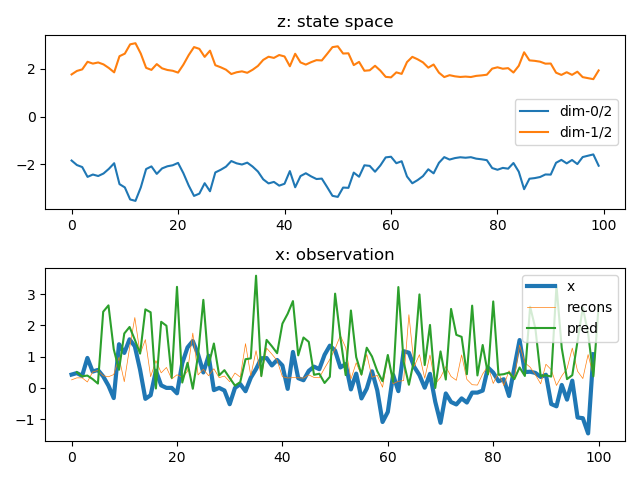 z: state space
2
0
−2
dim-0/2
dim-1/2
0 20 40 60 80 100
x: observation
3
2
1
0
−1
x
recons
pred
0 20 40 60 80 100